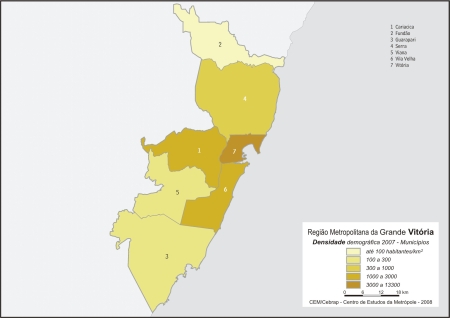 1 Cariacica
2 Fundão
3 Guarapari
4 Serra
5 Viana
6 Vila Velha
7 Vitória
2
4
1
7
5
6
3
Região Metropolitana da Grande Vitória
Densidade demográfica 2007 - Municípios
até 100 habitantes/km²
100 a 300
300 a 1000
1000 a 3000
3000 a 13300
0 6 12 18 km
CEM/Cebrap - Centro de Estudos da Metrópole - 2008